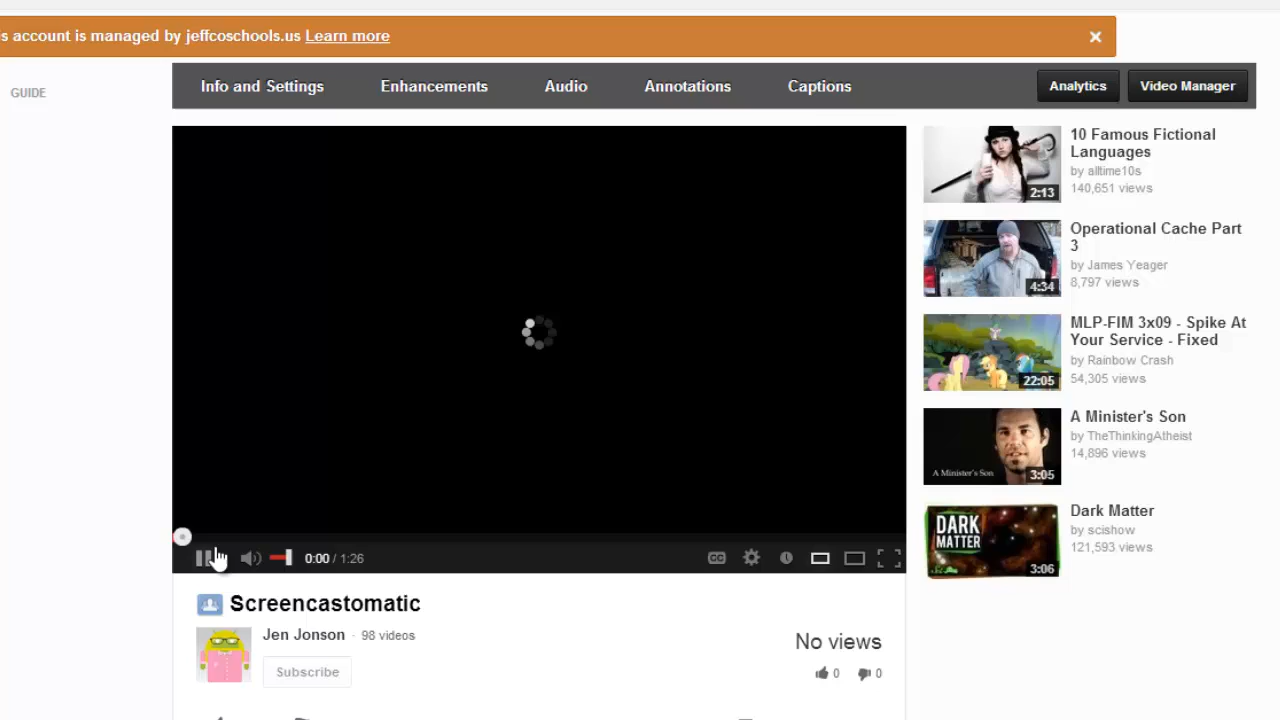 s account is managed by jeffcoschools.us Learn more
GUIDE
Info and Settings Enhancements Audio Annotations Captions Analytics Video Manager
10 Famous Fictional
Languages
by alltime10s
140,651 views
2:13
Operational Cache Part
3
by James Yeager
8,797 views
4:34
MLP-FIM 3x09 - Spike At
Your Service - Fixed
by Rainbow Crash
54,305 views
22:05
A Minister's Son
by TheThinkingAtheist
14,896 views
A Minister's Son
3:05
Dark Matter
by scishow
121,593 views
DARK
MATTER
3:06
0:00 / 1:26
CC
Screencastomatic
Jen Jonson · 98 videos
Subscribe
No views
0 0